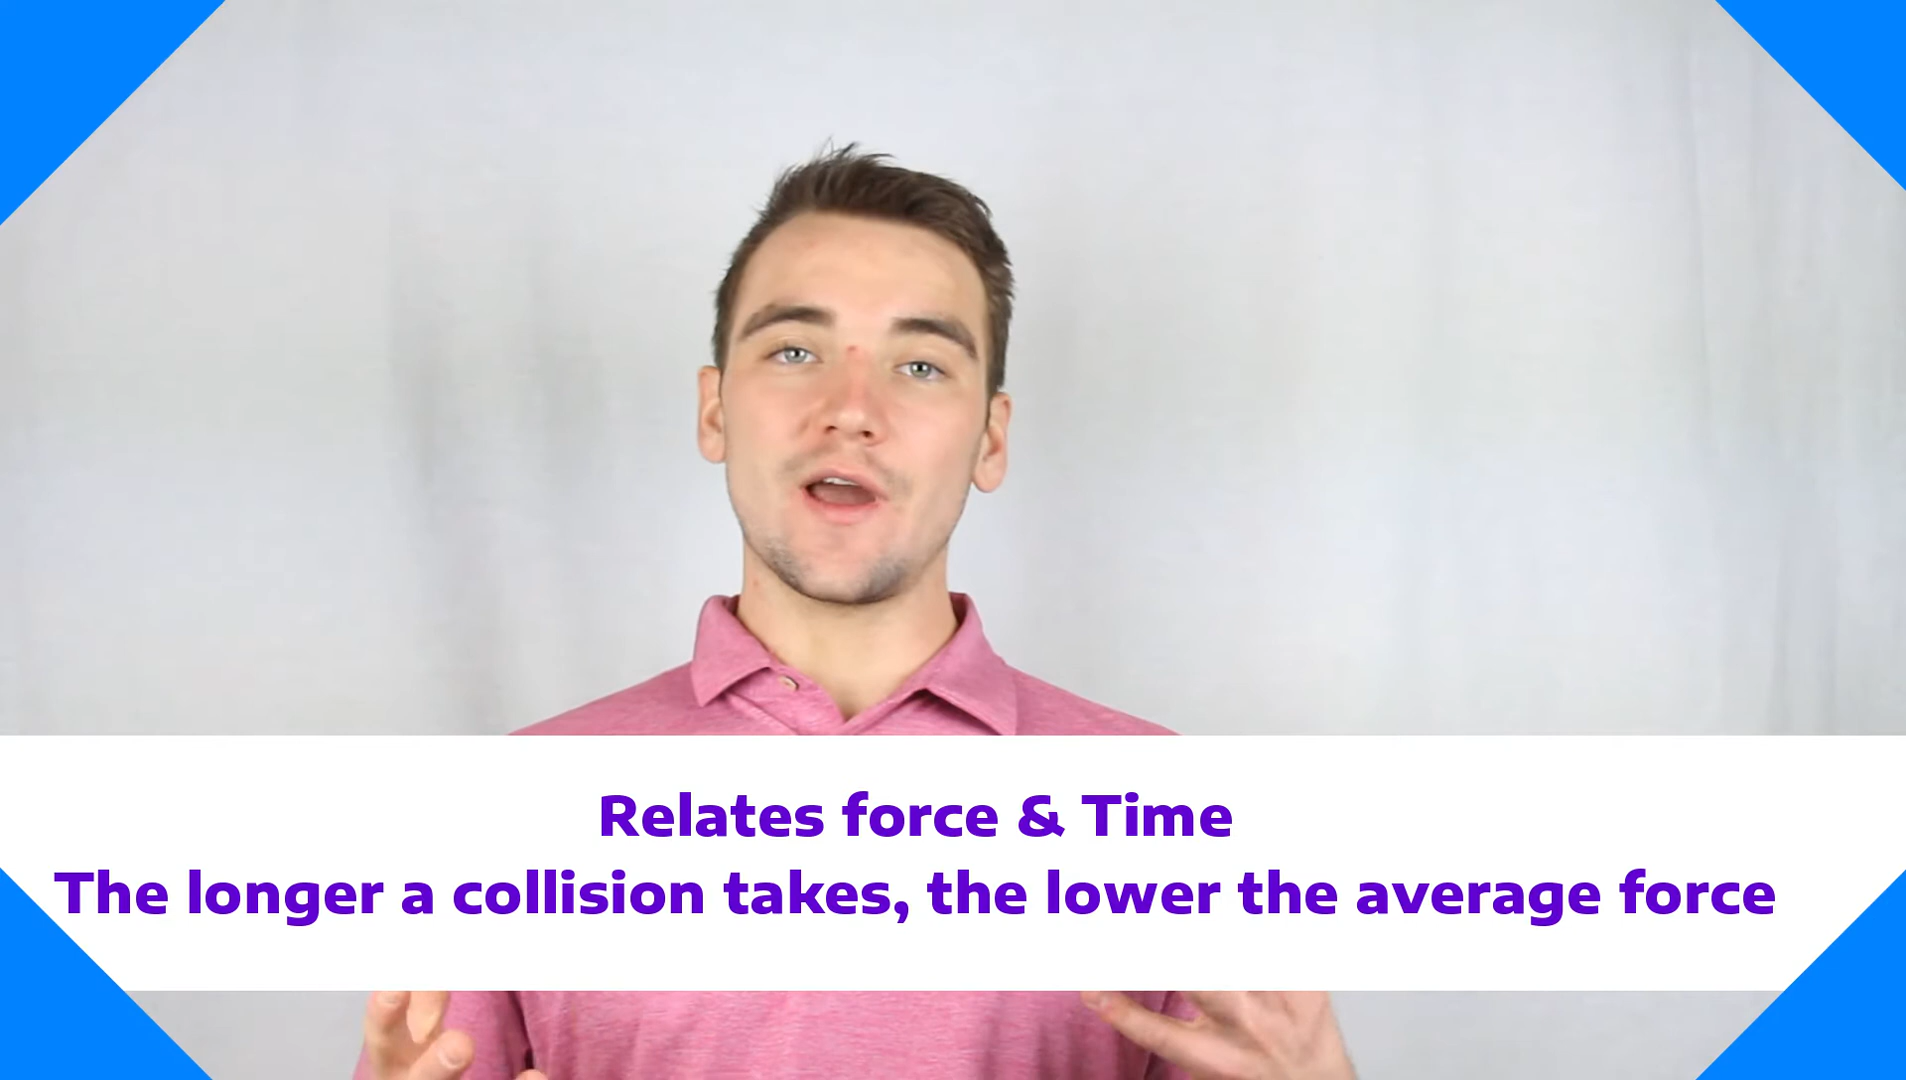 Relates force & Time
The longer a collision takes, the lower the average force